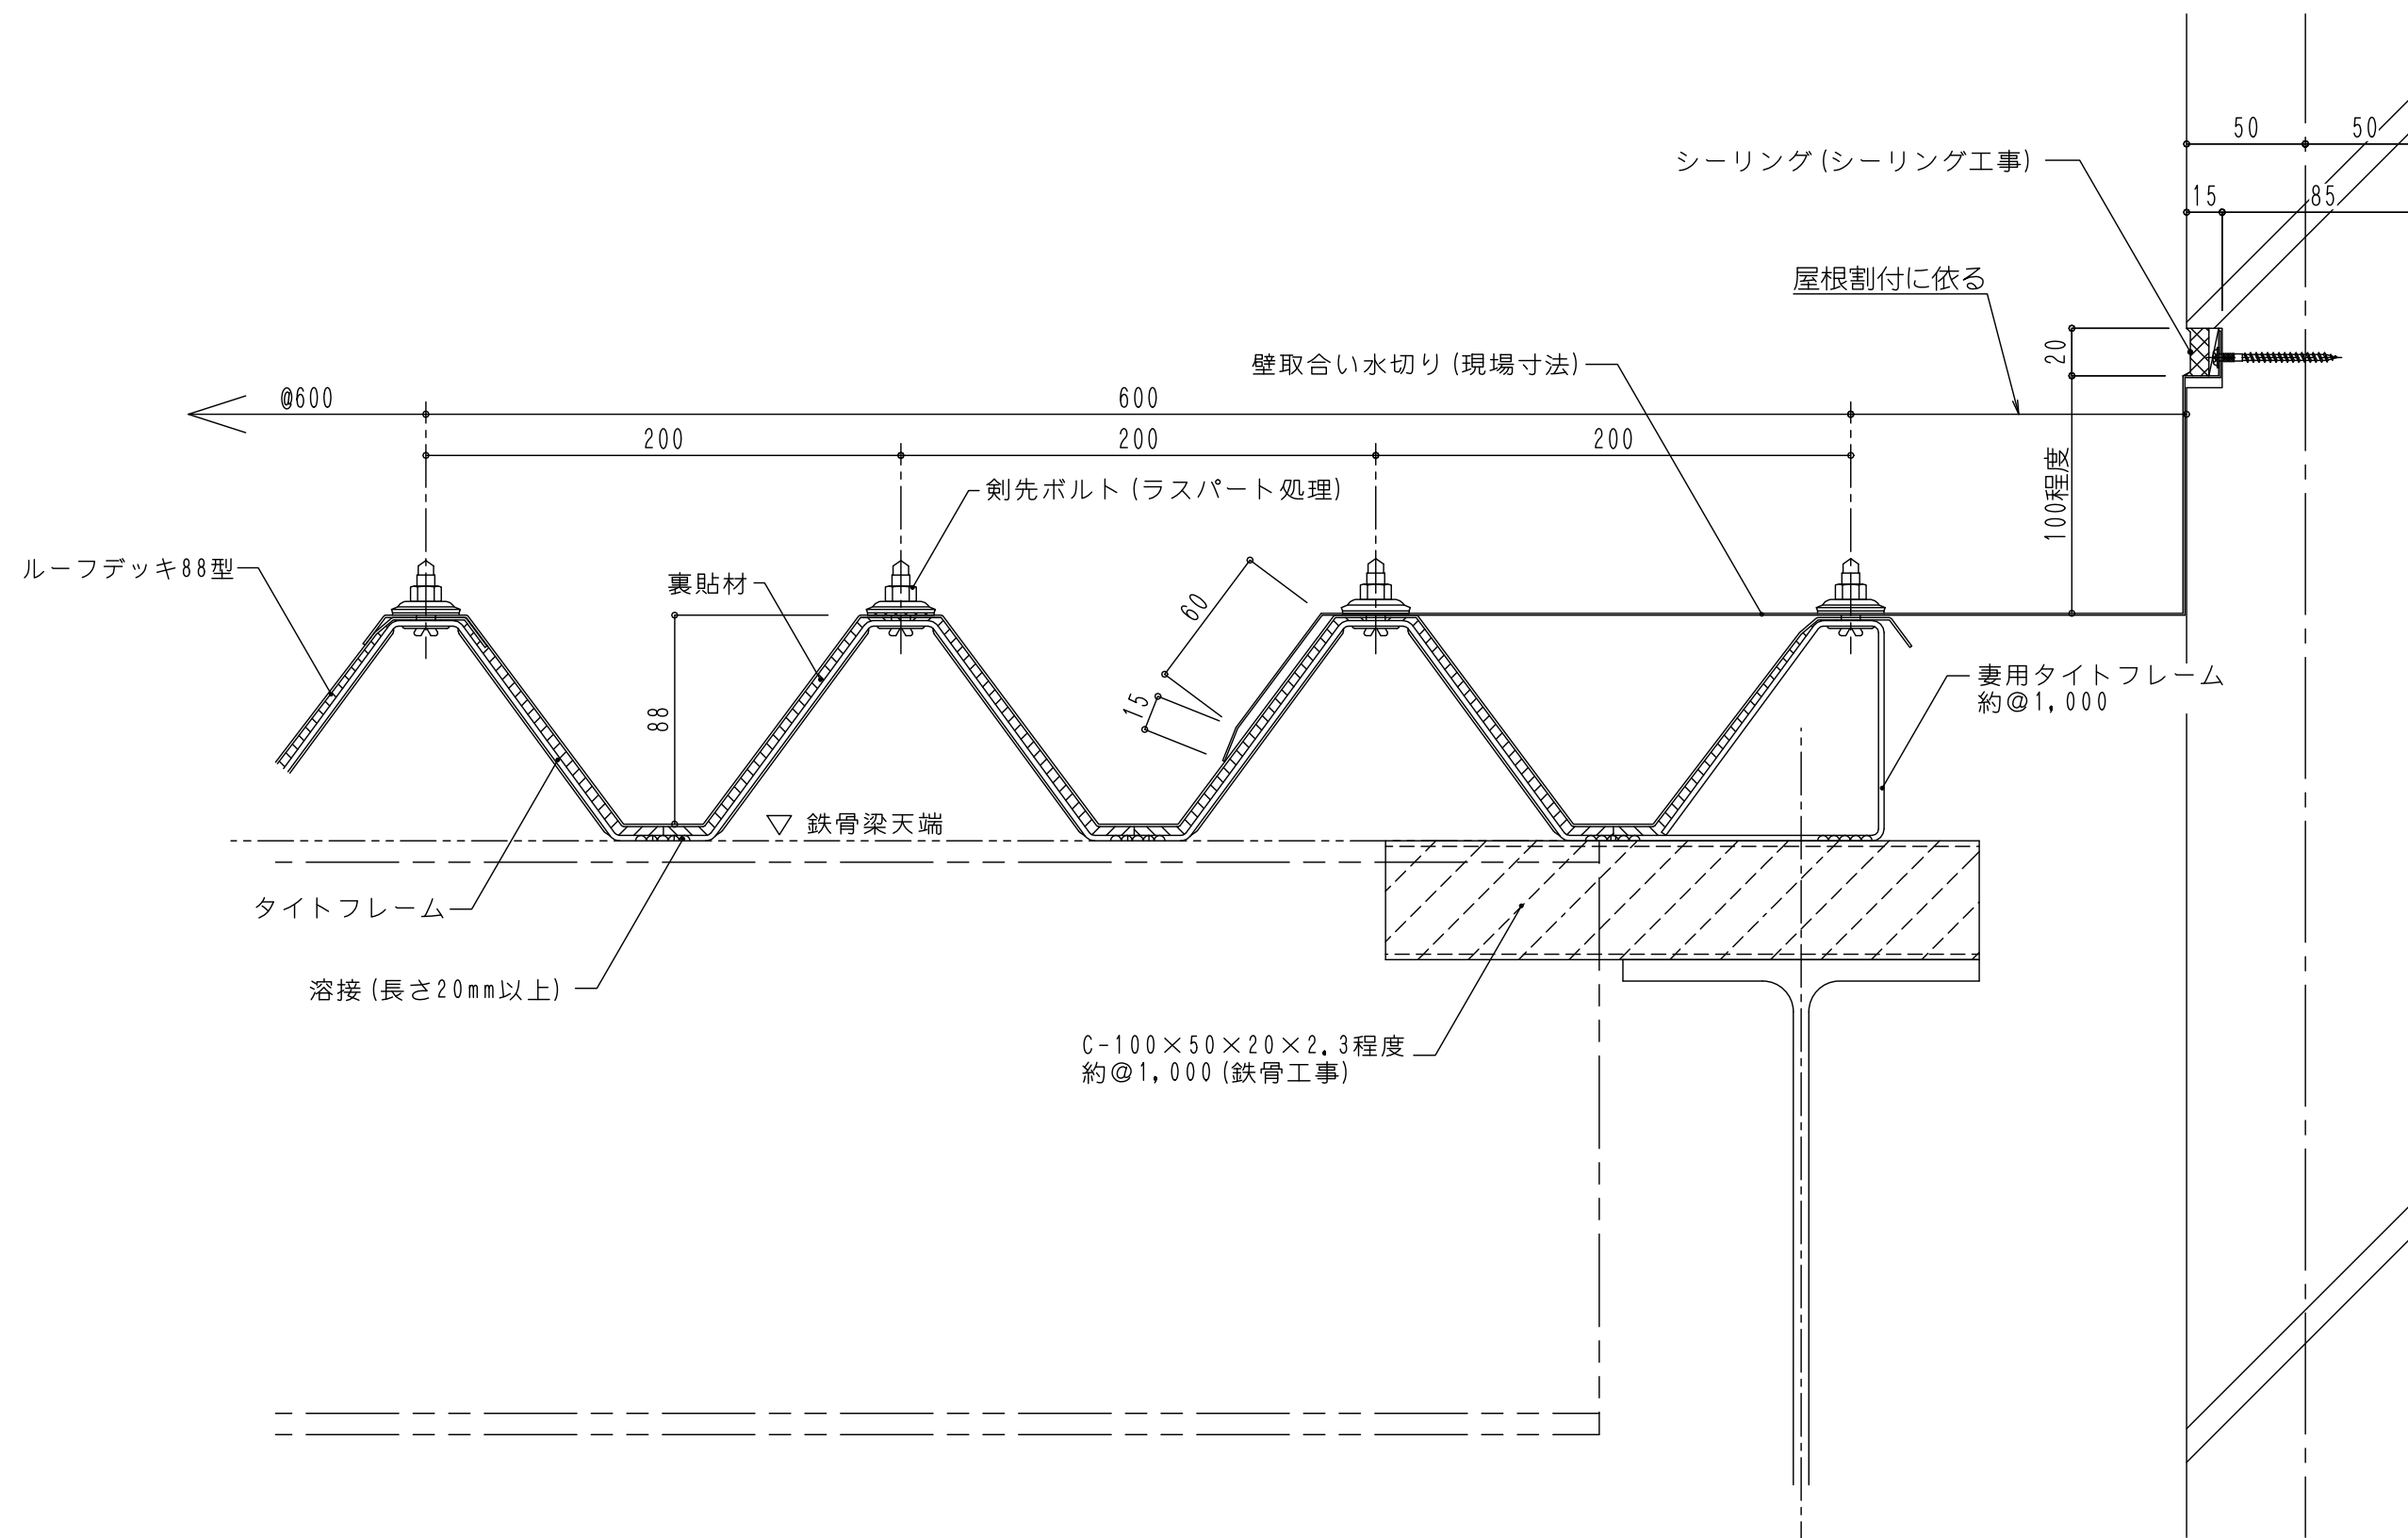 50
50
シーリング(シーリング工事)
15
85
屋根割付に依る
20
壁取合い水切り(現場寸法)
@600
600
200
200
200
100程度
剣先ボルト(ラスパート処理)
ルーフデッキ88型
裏貼材
60
15
88
妻用タイトフレーム
約@1,000
▽ 鉄骨梁天端
タイトフレーム
溶接(長さ20mm以上)
C-100×50×20×2.3程度
約@1,000(鉄骨工事)